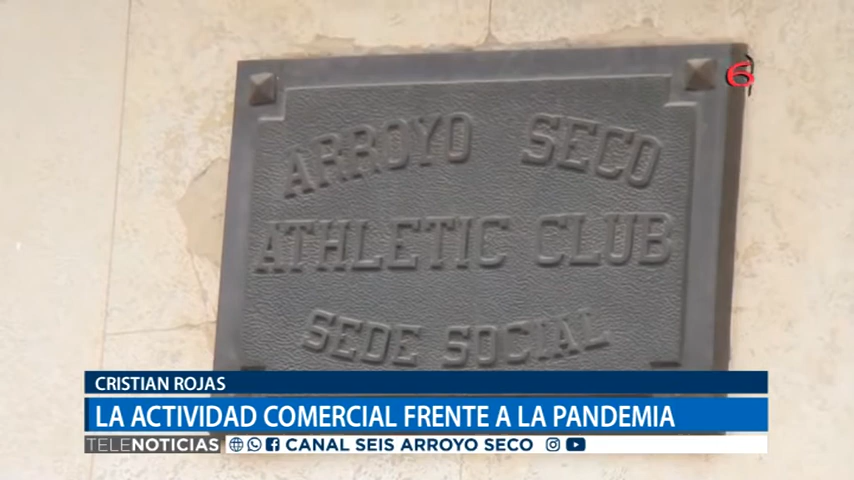 6
ARROYO SECO
ATHLETIC CLUB
SEDE SOCIAL
CRISTIAN ROJAS
LA ACTIVIDAD COMERCIAL FRENTE A LA PANDEMIA
TELENOTICIAS CANAL SEIS ARROYO SECO